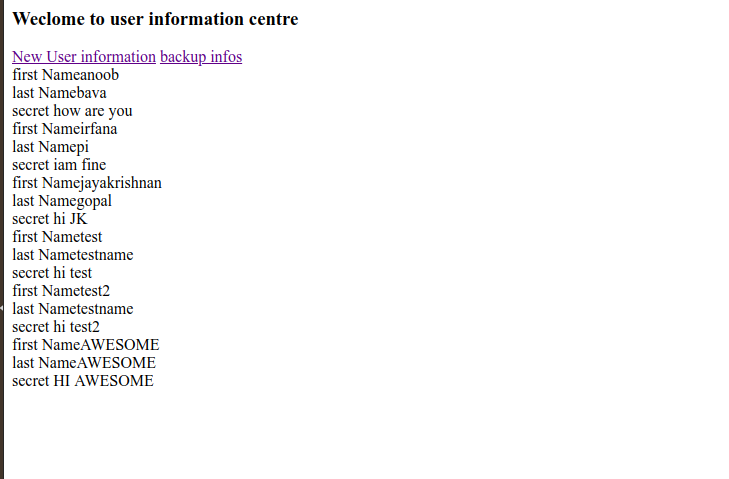 Weclome to user information centre
New User information backup infos
first Nameanoob
last Namebava
secret how are you
first Nameirfana
last Namepi
secret iam fine
first Namejayakrishnan
last Namegopal
secret hi JK
first Nametest
last Nametestname
secret hi test
first Nametest2
last Nametestname
secret hi test2
first NameAWESOME
last NameAWESOME
secret HI AWESOME